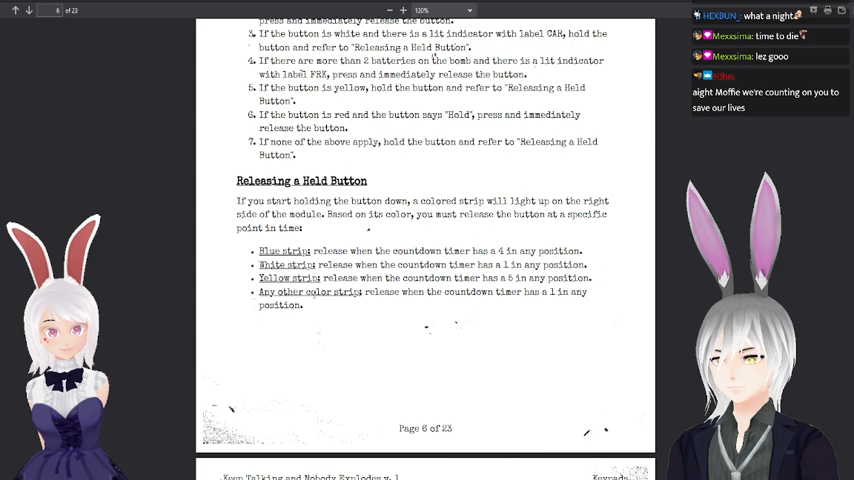 6 of 23
120%
press and immediately release the button.
3. If the button is white and there is a lit indicator with label CAR, hold the
button and refer to "Releasing a Held Button".
4. If there are more than 2 batteries on the bomb and there is a lit indicator
with label FRK, press and immediately release the button.
5. If the button is yellow, hold the button and refer to "Releasing a Held
Button".
6. If the button is red and the button says "Hold", press and immediately
release the button.
7. If none of the above apply, hold the button and refer to "Releasing a Held
Button".
Releasing a Held Button
If you start holding the button down, a colored strip will light up on the right
side of the module. Based on its color, you must release the button at a specific
point in time:
• Blue strip: release when the countdown timer has a 4 in any position.
• White strip: release when the countdown timer has a 1 in any position.
• Yellow strip: release when the countdown timer has a 5 in any position.
• Any other color strip: release when the countdown timer has a 1 in any
position.
Page 6 of 23
Keep Talking and Nobody Explodes v. 1
Keypads
HEXBUN_: what a night
Mexxsima: time to die
Mexxsima: lez gooo
aight Moffie we're counting on you to
save our lives